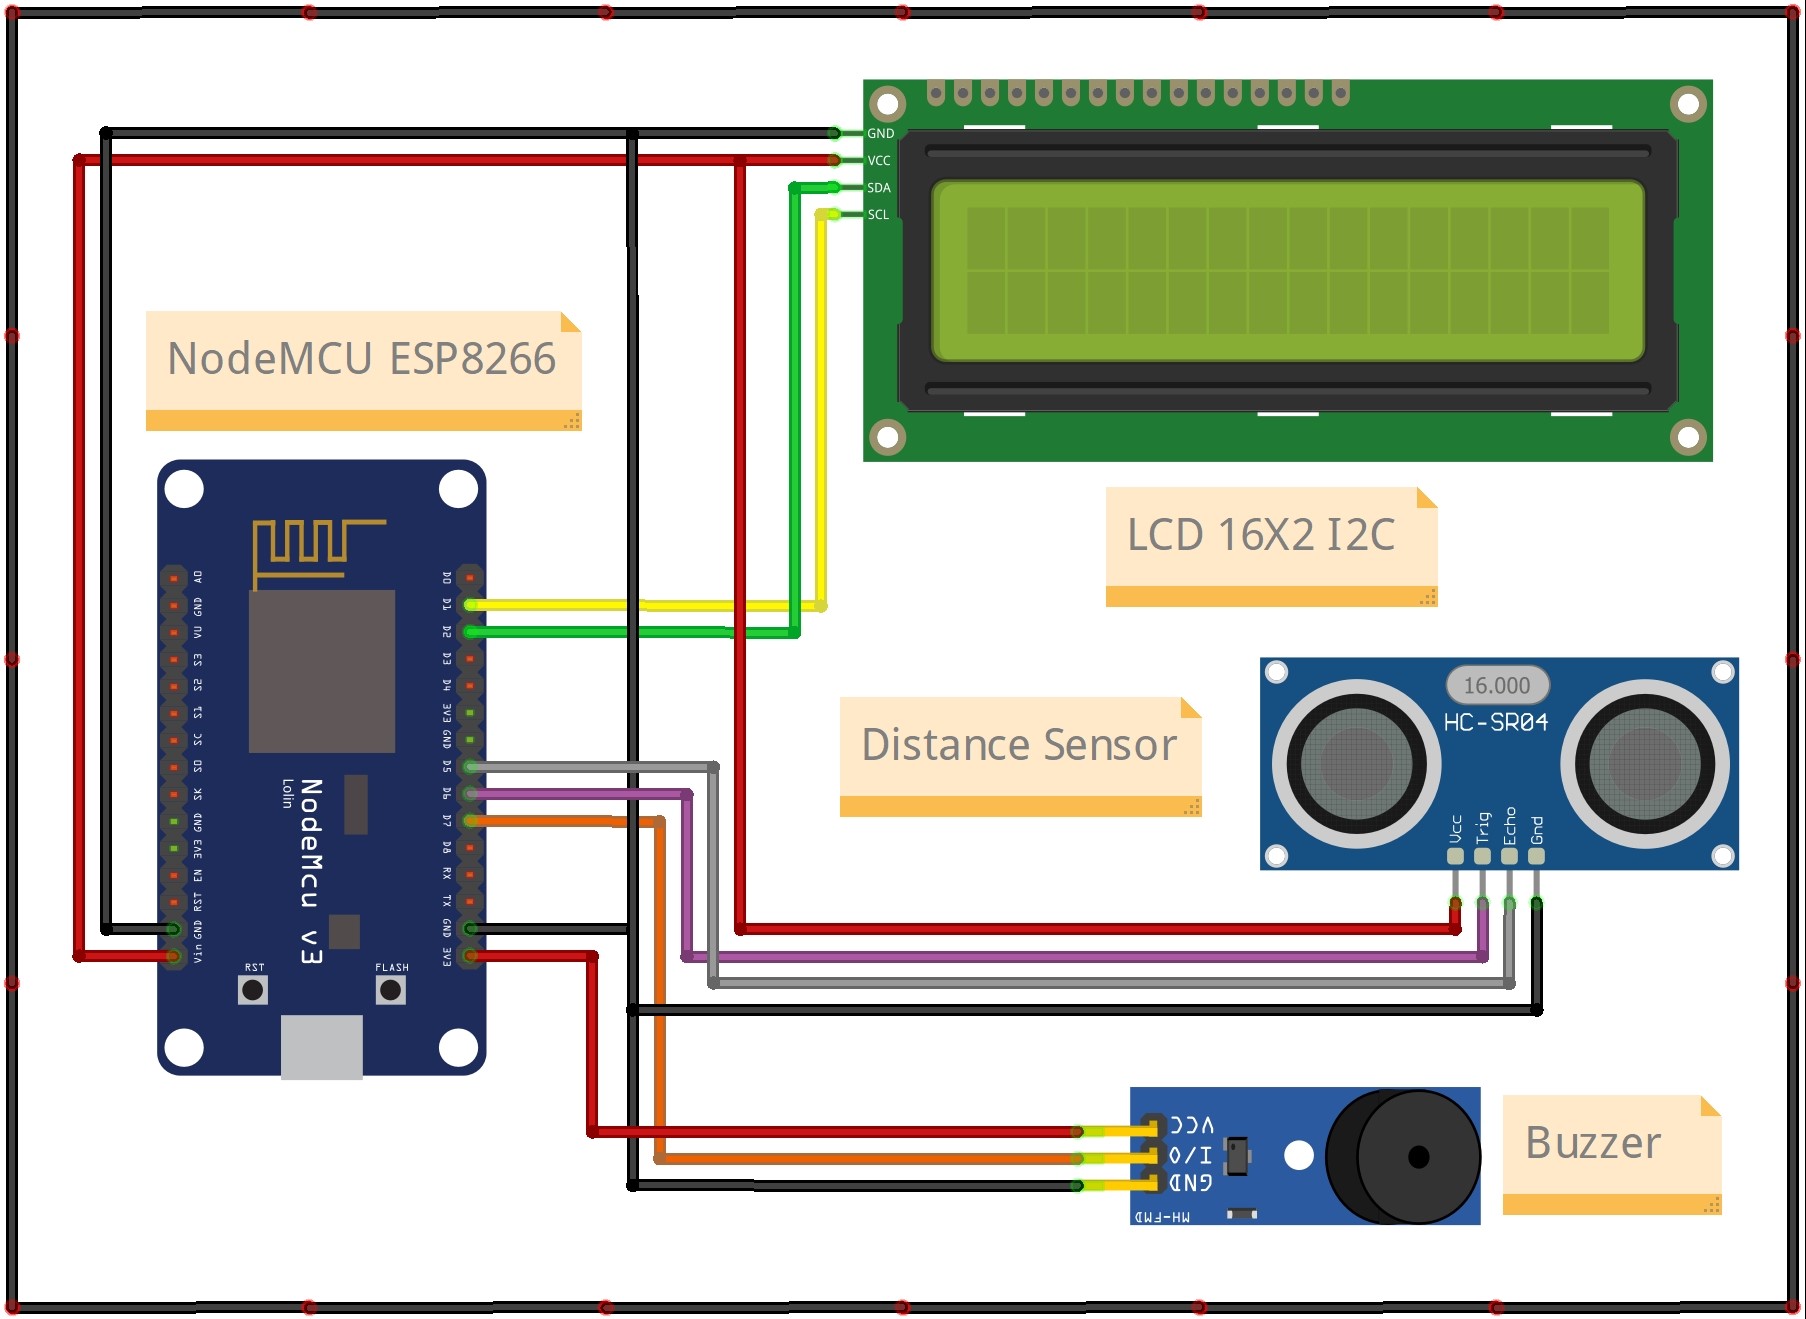 GND
VCC
SDA
SCL
NodeMCU ESP8266
LCD 16X2 I2C
Distance Sensor
16.000
HC-SR04
Vcc
Trig
Echo
Gnd
A0
GND
VU
S3
S2
S1
SC
S0
SK
GND
3V3
EN
RST
GND
Vin
D0
D1
D2
D3
D4
3V3
GND
D5
D6
D7
D8
RX
TX
GND
3V3
Lolin
NodeMcu v3
RST
FLASH
VCC
I/O
GND
MH-FMD
Buzzer